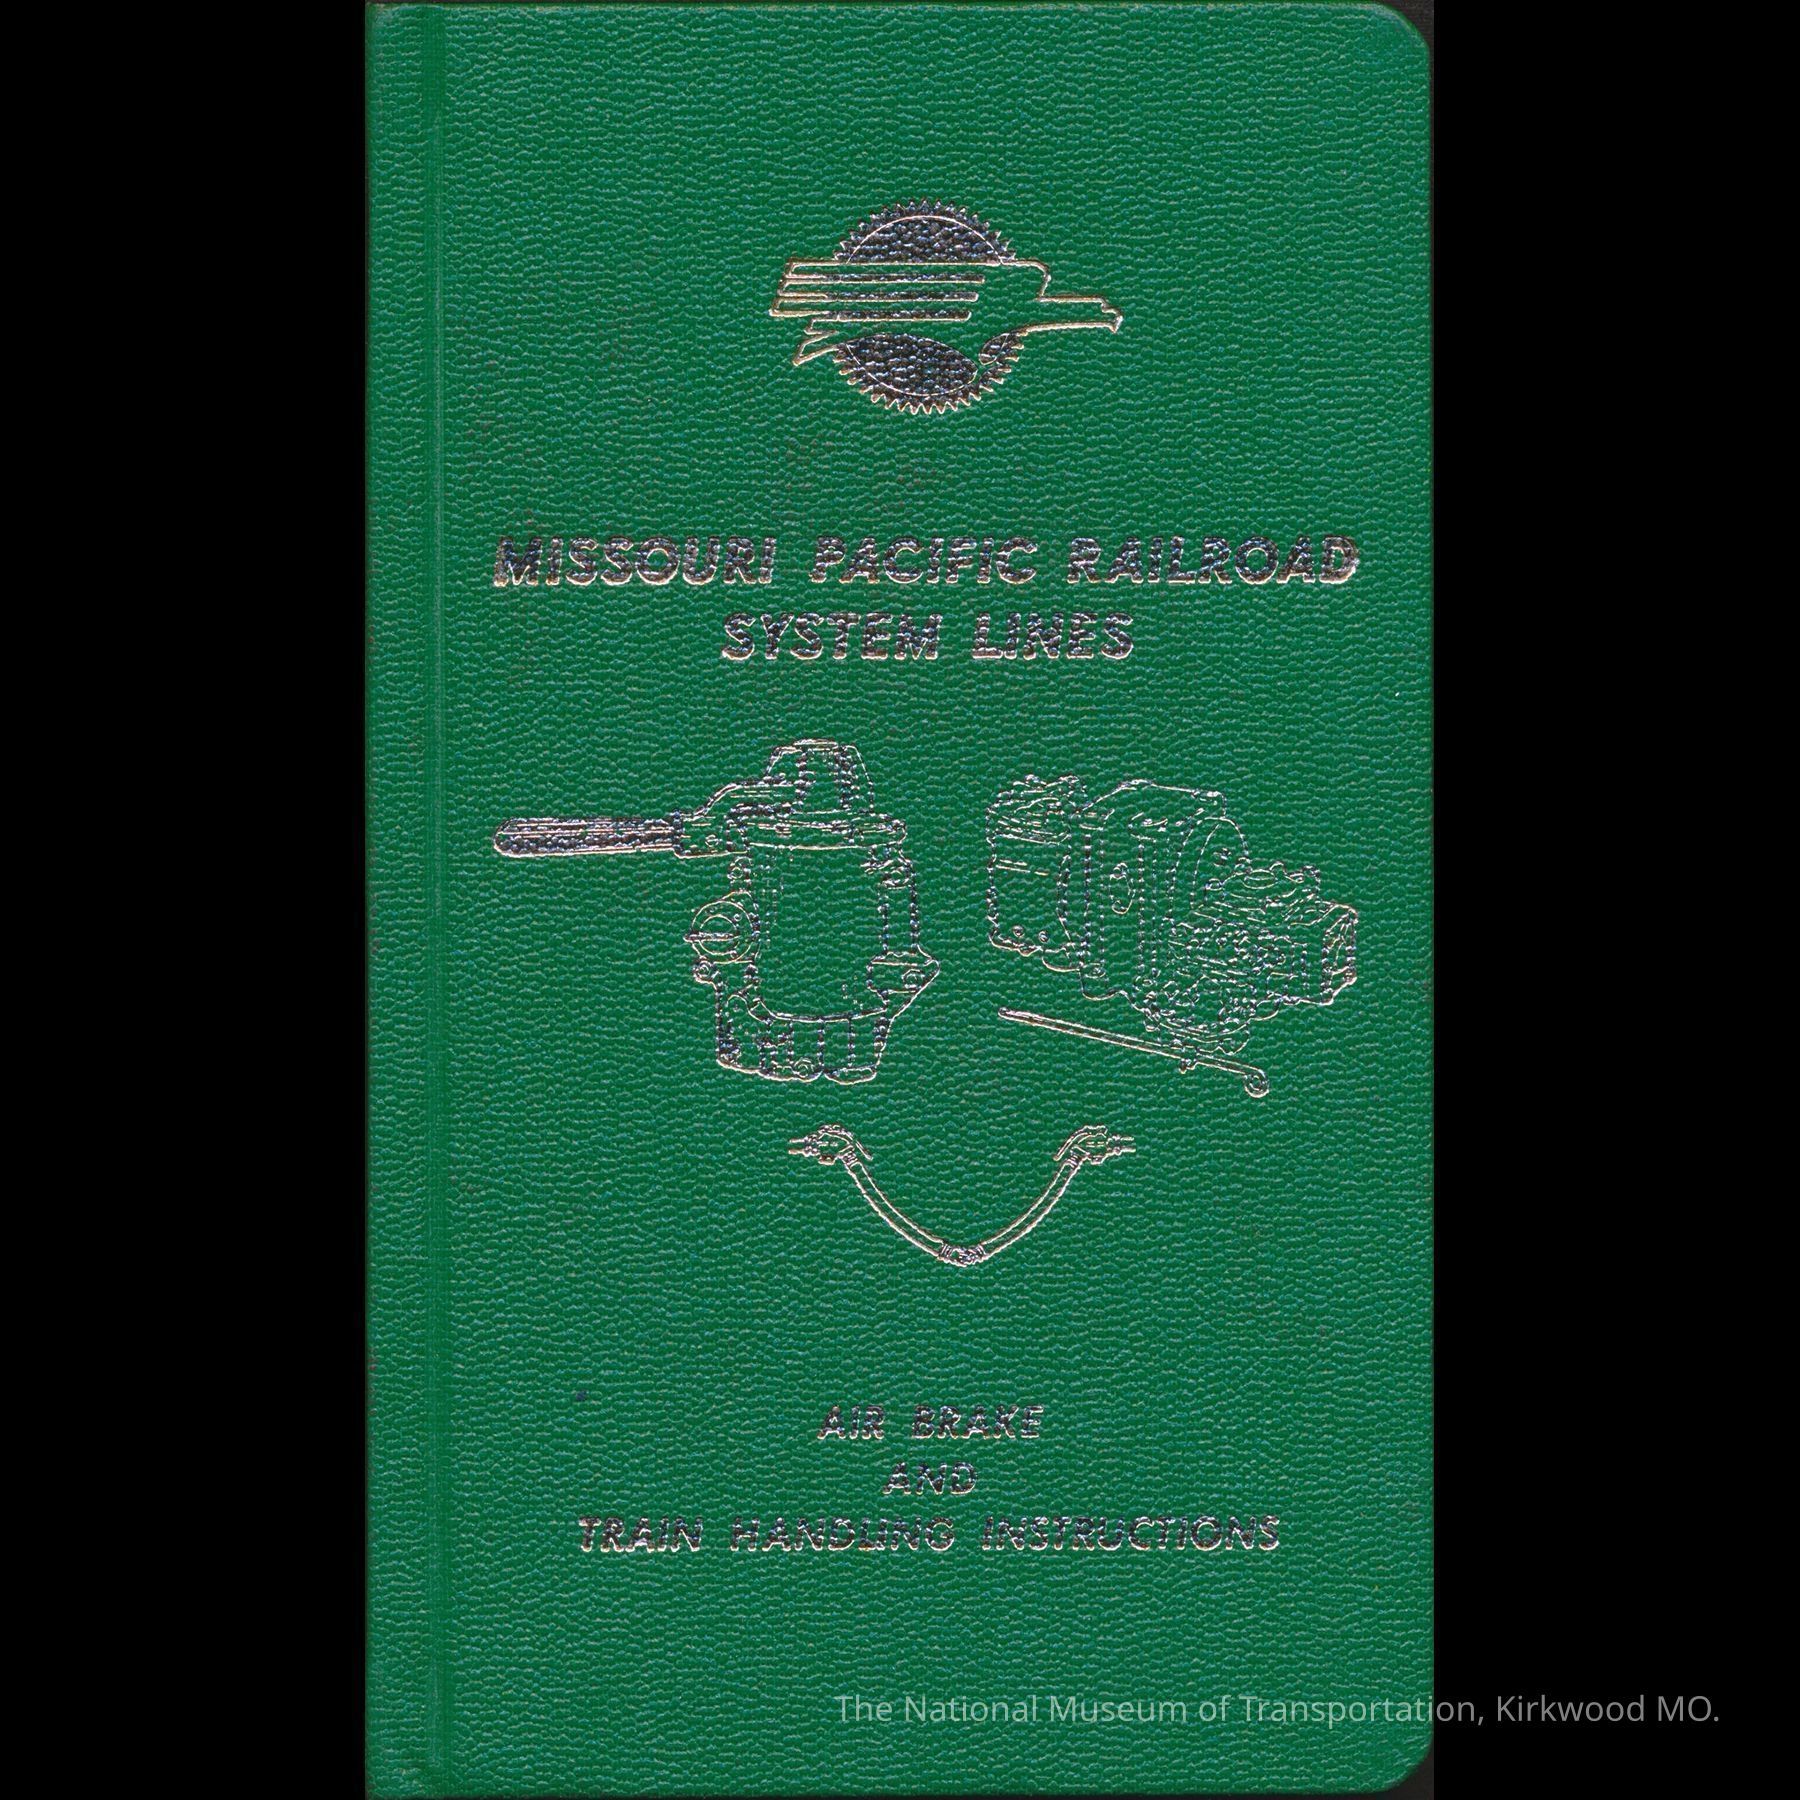 MISSOURI PACIFIC RAILROAD
SYSTEM LINES
AIR BRAKE
AND
TRAIN HANDLING INSTRUCTIONS
The National Museum of Transportation, Kirkwood MO.